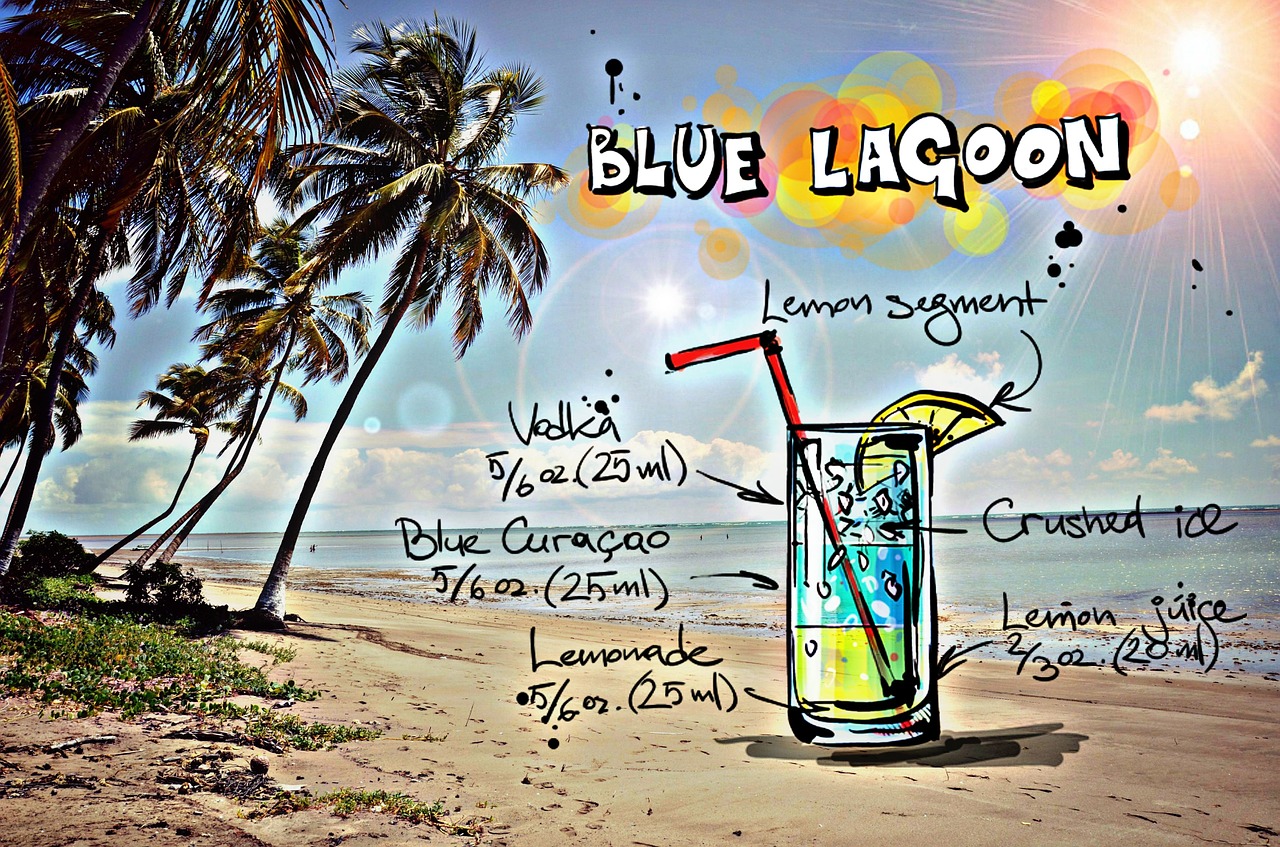 BLUE LAGOON
Lemon segment
Vodka
5/6 oz. (25 ml)
Crushed ice
Blue Curaçao
5/6 oz. (25 ml)
Lemon juice
2/3 oz. (20 ml)
Lemonade
5/6 oz. (25 ml)